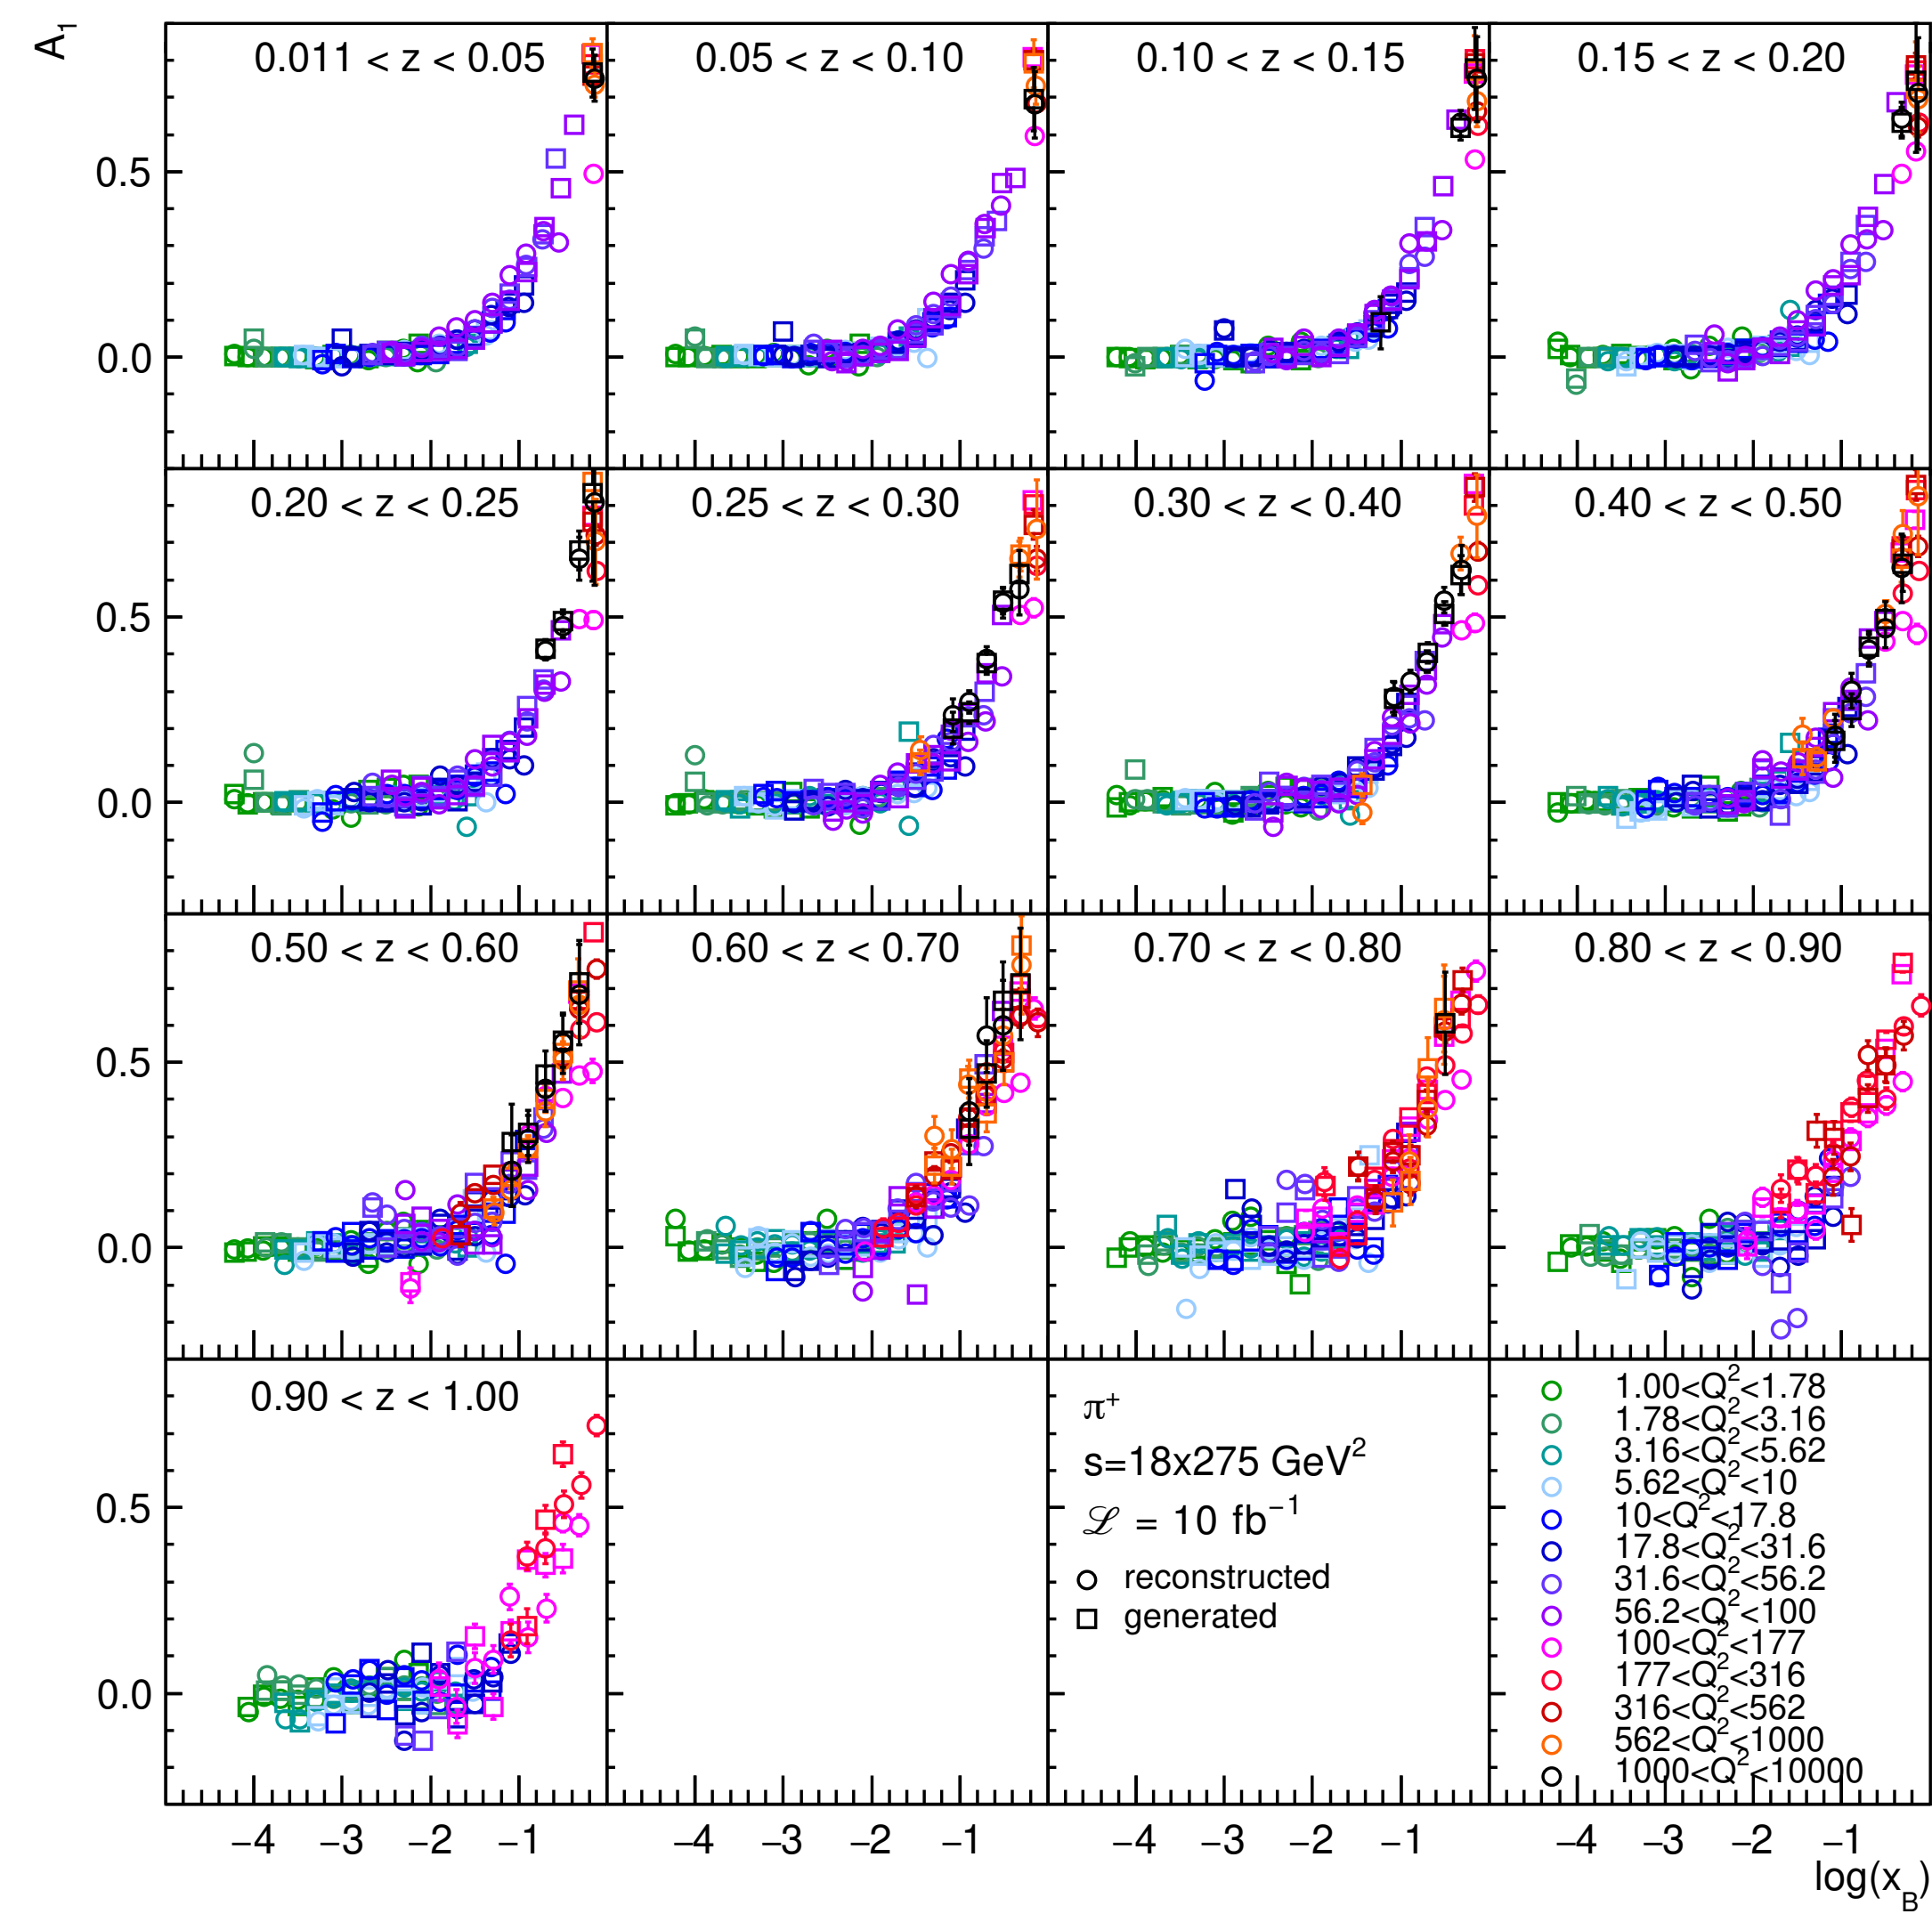 A₁
0.011 < z < 0.05
0.05 < z < 0.10
0.10 < z < 0.15
0.15 < z < 0.20
0.5
0.0
0.20 < z < 0.25
0.25 < z < 0.30
0.30 < z < 0.40
0.40 < z < 0.50
0.5
0.0
0.50 < z < 0.60
0.60 < z < 0.70
0.70 < z < 0.80
0.80 < z < 0.90
0.5
0.0
0.90 < z < 1.00
0.5
0.0
π⁺
s=18x275 GeV²
ℒ = 10 fb⁻¹
reconstructed
generated
1.00<Q²<1.78
1.78<Q²<3.16
3.16<Q²<5.62
5.62<Q²<10
10<Q²<17.8
17.8<Q²<31.6
31.6<Q²<56.2
56.2<Q²<100
100<Q²<177
177<Q²<316
316<Q²<562
562<Q²<1000
1000<Q²<10000
−4 −3 −2 −1 −4 −3 −2 −1 −4 −3 −2 −1 −4 −3 −2 −1
log(x_B)